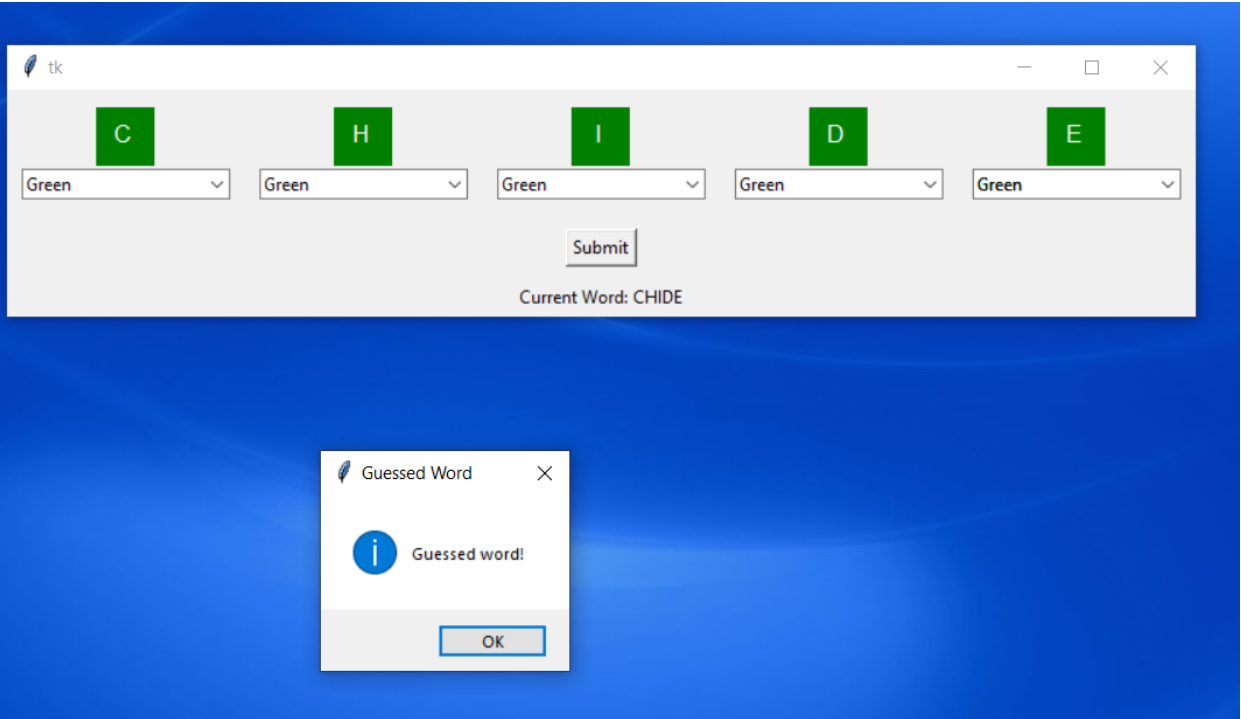 tk
C H I D E
Green Green Green Green Green
Submit
Current Word: CHIDE
Guessed Word
Guessed word!
OK